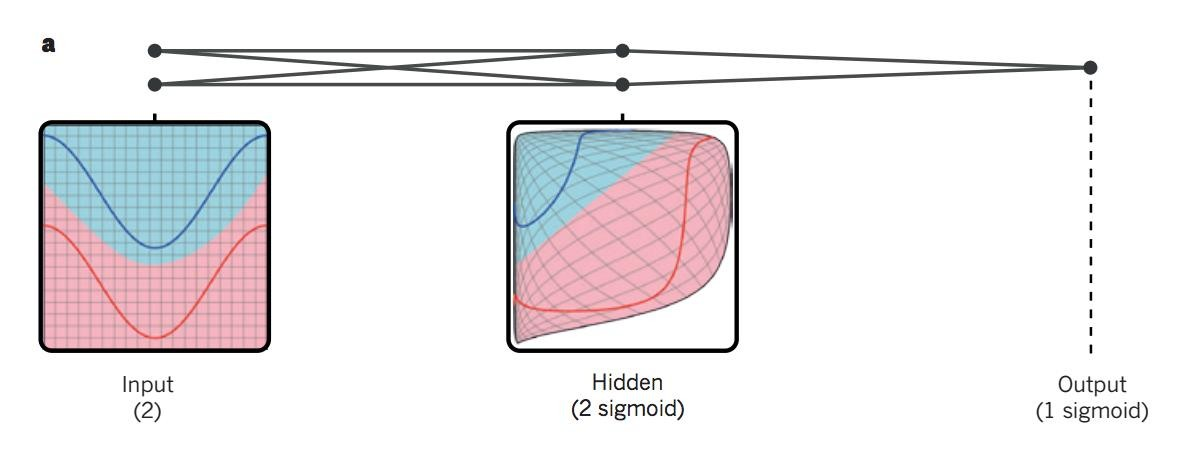 a
Input
(2)
Hidden
(2 sigmoid)
Output
(1 sigmoid)